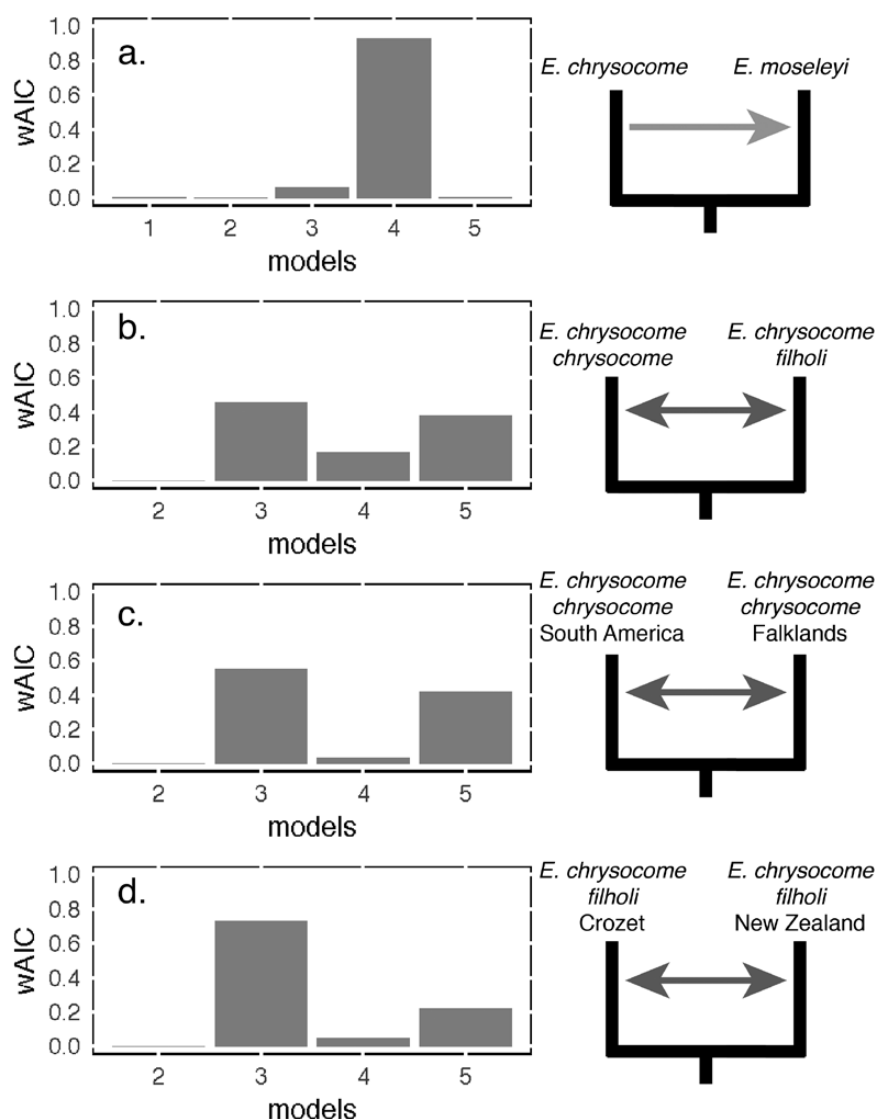 a.
wAIC
1.0
0.8
0.6
0.4
0.2
0.0
1 2 3 4 5
models
E. chrysocome E. moseleyi
b.
wAIC
1.0
0.8
0.6
0.4
0.2
0.0
2 3 4 5
models
E. chrysocome E. chrysocome
chrysocome filholi
c.
wAIC
1.0
0.8
0.6
0.4
0.2
0.0
2 3 4 5
models
E. chrysocome E. chrysocome
chrysocome chrysocome
South America Falklands
d.
wAIC
1.0
0.8
0.6
0.4
0.2
0.0
2 3 4 5
models
E. chrysocome E. chrysocome
filholi filholi
Crozet New Zealand